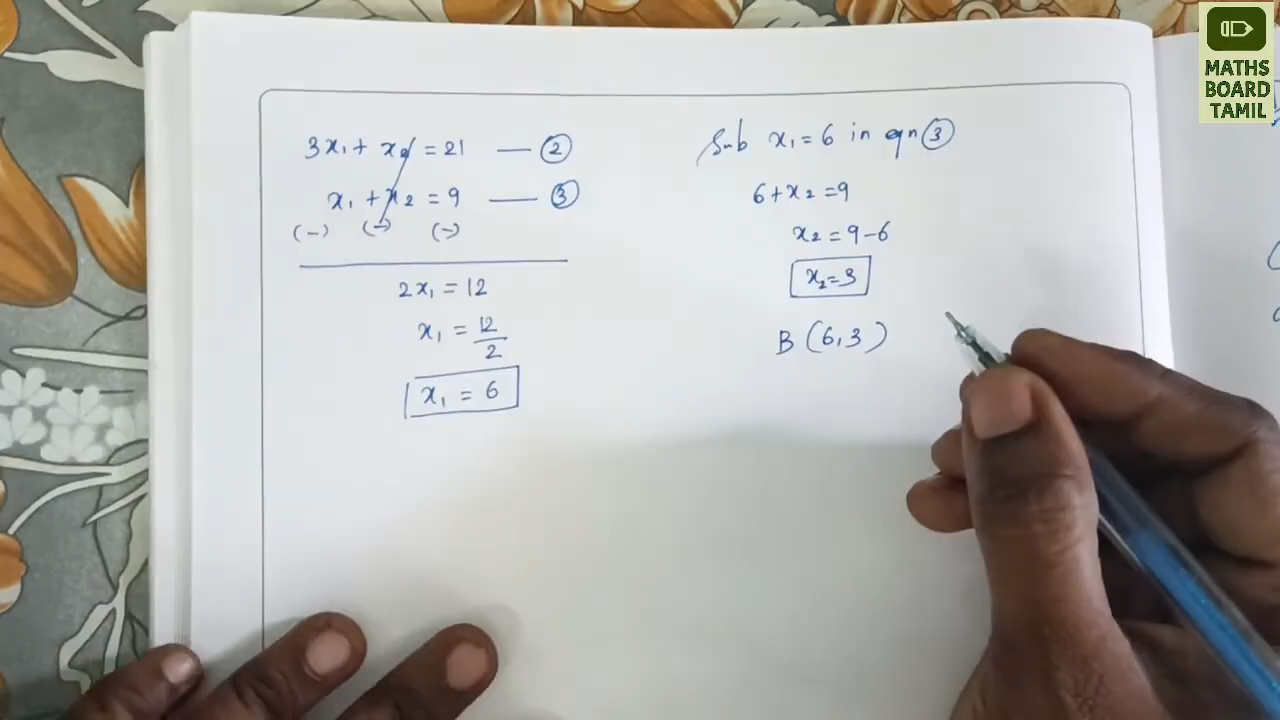 3x₁ + x₂ = 21 — ②
x₁ + x₂ = 9 — ③
(-) (-) (-)
2x₁ = 12
x₁ = 12/2
x₁ = 6
Sub x₁ = 6 in eqn ③
6 + x₂ = 9
x₂ = 9 - 6
x₂ = 3
B (6,3)
MATHS
BOARD
TAMIL